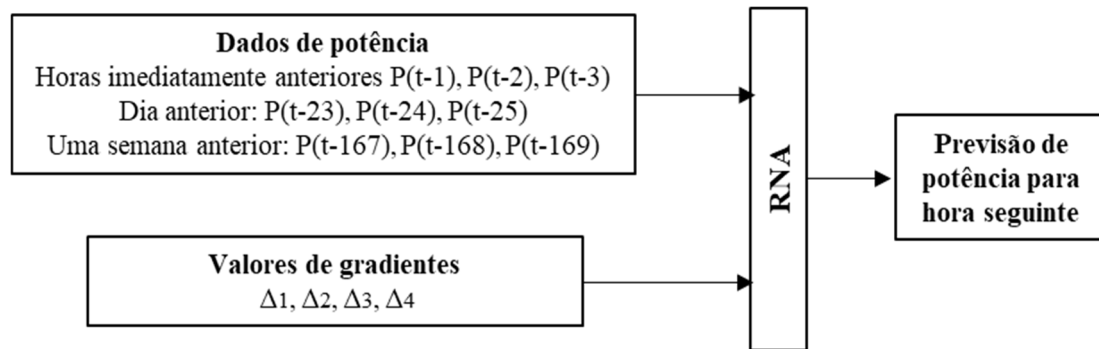 Dados de potência
Horas imediatamente anteriores P(t-1), P(t-2), P(t-3)
Dia anterior: P(t-23), P(t-24), P(t-25)
Uma semana anterior: P(t-167), P(t-168), P(t-169)
Valores de gradientes
Δ1, Δ2, Δ3, Δ4
RNA
Previsão de
potência para
hora seguinte